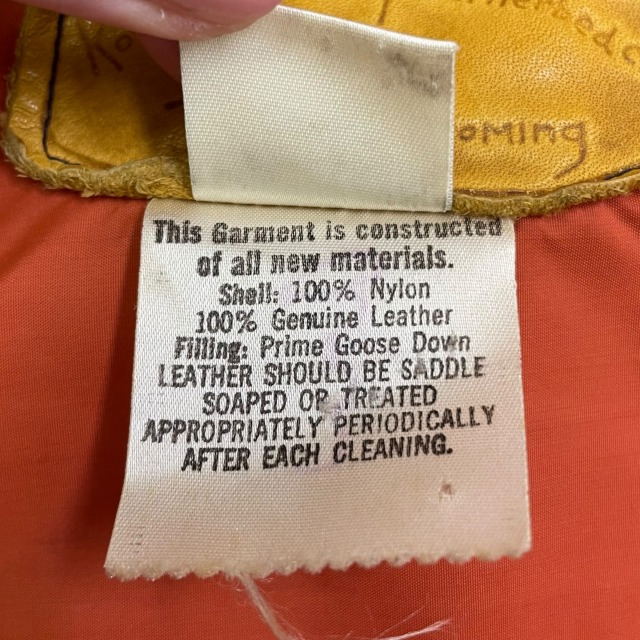 oming
This Garment is constructed
of all new materials.
Shell: 100% Nylon
100% Genuine Leather
Filling: Prime Goose Down
LEATHER SHOULD BE SADDLE
SOAPED OR TREATED
APPROPRIATELY PERIODICALLY
AFTER EACH CLEANING.